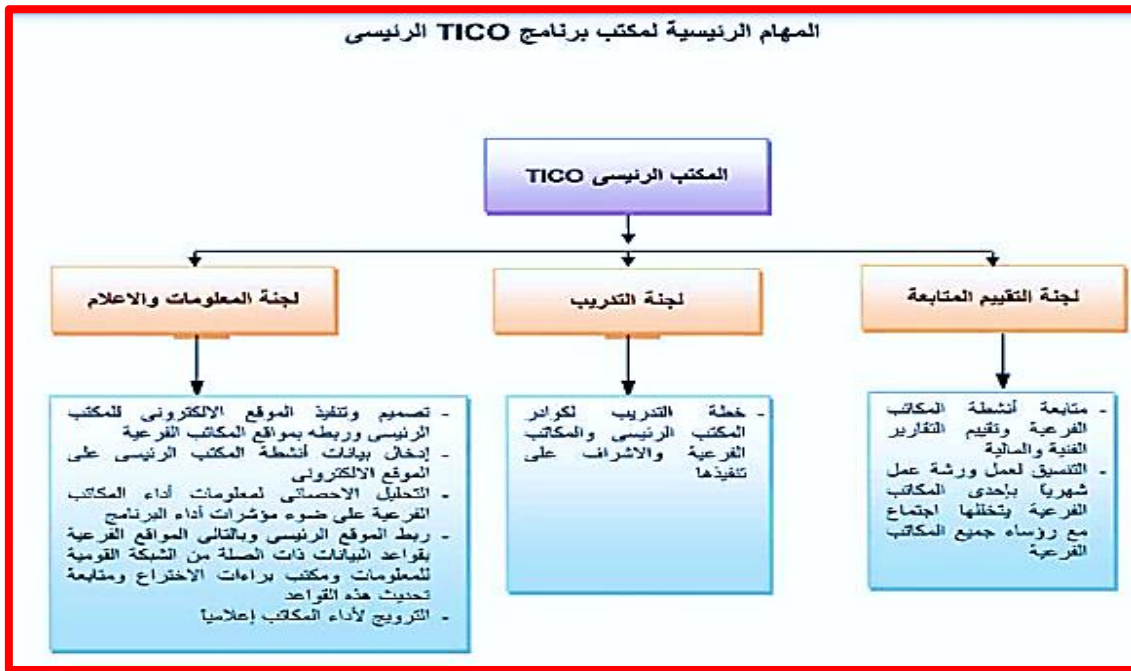 المهام الرئيسية لمكتب برنامج TICO الرئيسى
المكتب الرئيسى TICO
لجنة التقييم المتابعة
لجنة التدريب
لجنة المعلومات والاعلام
- متابعة أنشطة المكاتب
الفرعية وتقييم التقارير
الفنية والمالية
- التنسيق لعمل ورشة عمل
شهرياً بإحدى المكاتب
الفرعية يتخللها اجتماع
مع رؤساء جميع المكاتب
الفرعية
- خطة التدريب لكوادر
المكتب الرئيسى والمكاتب
الفرعية والاشراف على
تنفيذها
- تصميم وتنفيذ الموقع الالكترونى للمكتب
الرئيسى وربطه بمواقع المكاتب الفرعية
- إدخال بيانات أنشطة المكتب الرئيسى على
الموقع الالكترونى
- التحليل الاحصائى لمعلومات أداء المكاتب
الفرعية على ضوء مؤشرات أداء البرنامج
- ربط الموقع الرئيسي وبالتالى المواقع الفرعية
بقواعد البيانات ذات الصلة من الشبكة القومية
للمعلومات ومكتب براءات الاختراع ومتابعة
تحديث هذه القواعد
- الترويج لأداء المكاتب إعلامياً